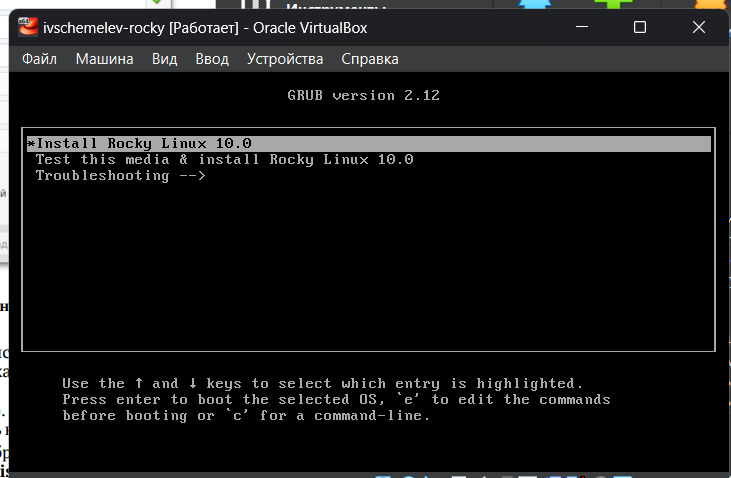 Инструменты
ivschemelev-rocky [Работает] - Oracle VirtualBox
Файл Машина Вид Ввод Устройства Справка
GRUB version 2.12
*Install Rocky Linux 10.0
Test this media & install Rocky Linux 10.0
Troubleshooting -->
Use the ↑ and ↓ keys to select which entry is highlighted.
Press enter to boot the selected OS, `e' to edit the commands
before booting or `c' for a command-line.